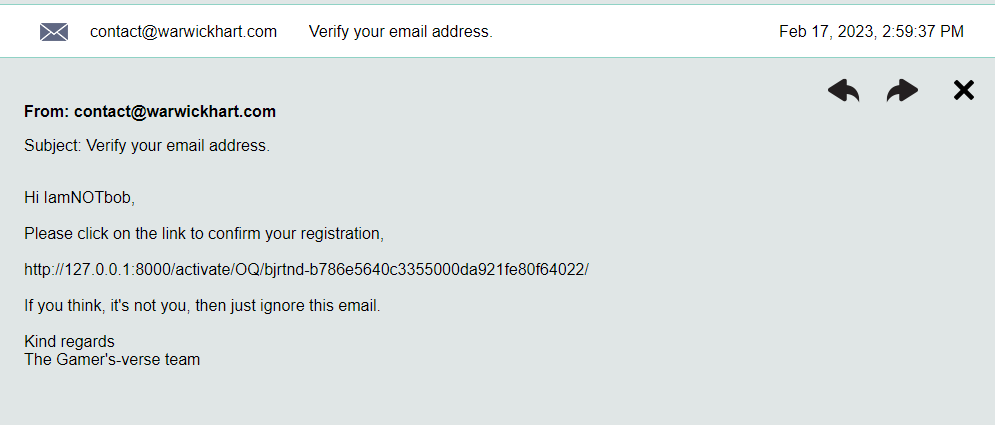 contact@warwickhart.com Verify your email address. Feb 17, 2023, 2:59:37 PM
From: contact@warwickhart.com
Subject: Verify your email address.
Hi IamNOTbob,
Please click on the link to confirm your registration,
http://127.0.0.1:8000/activate/OQ/bjrtnd-b786e5640c3355000da921fe80f64022/
If you think, it's not you, then just ignore this email.
Kind regards
The Gamer's-verse team